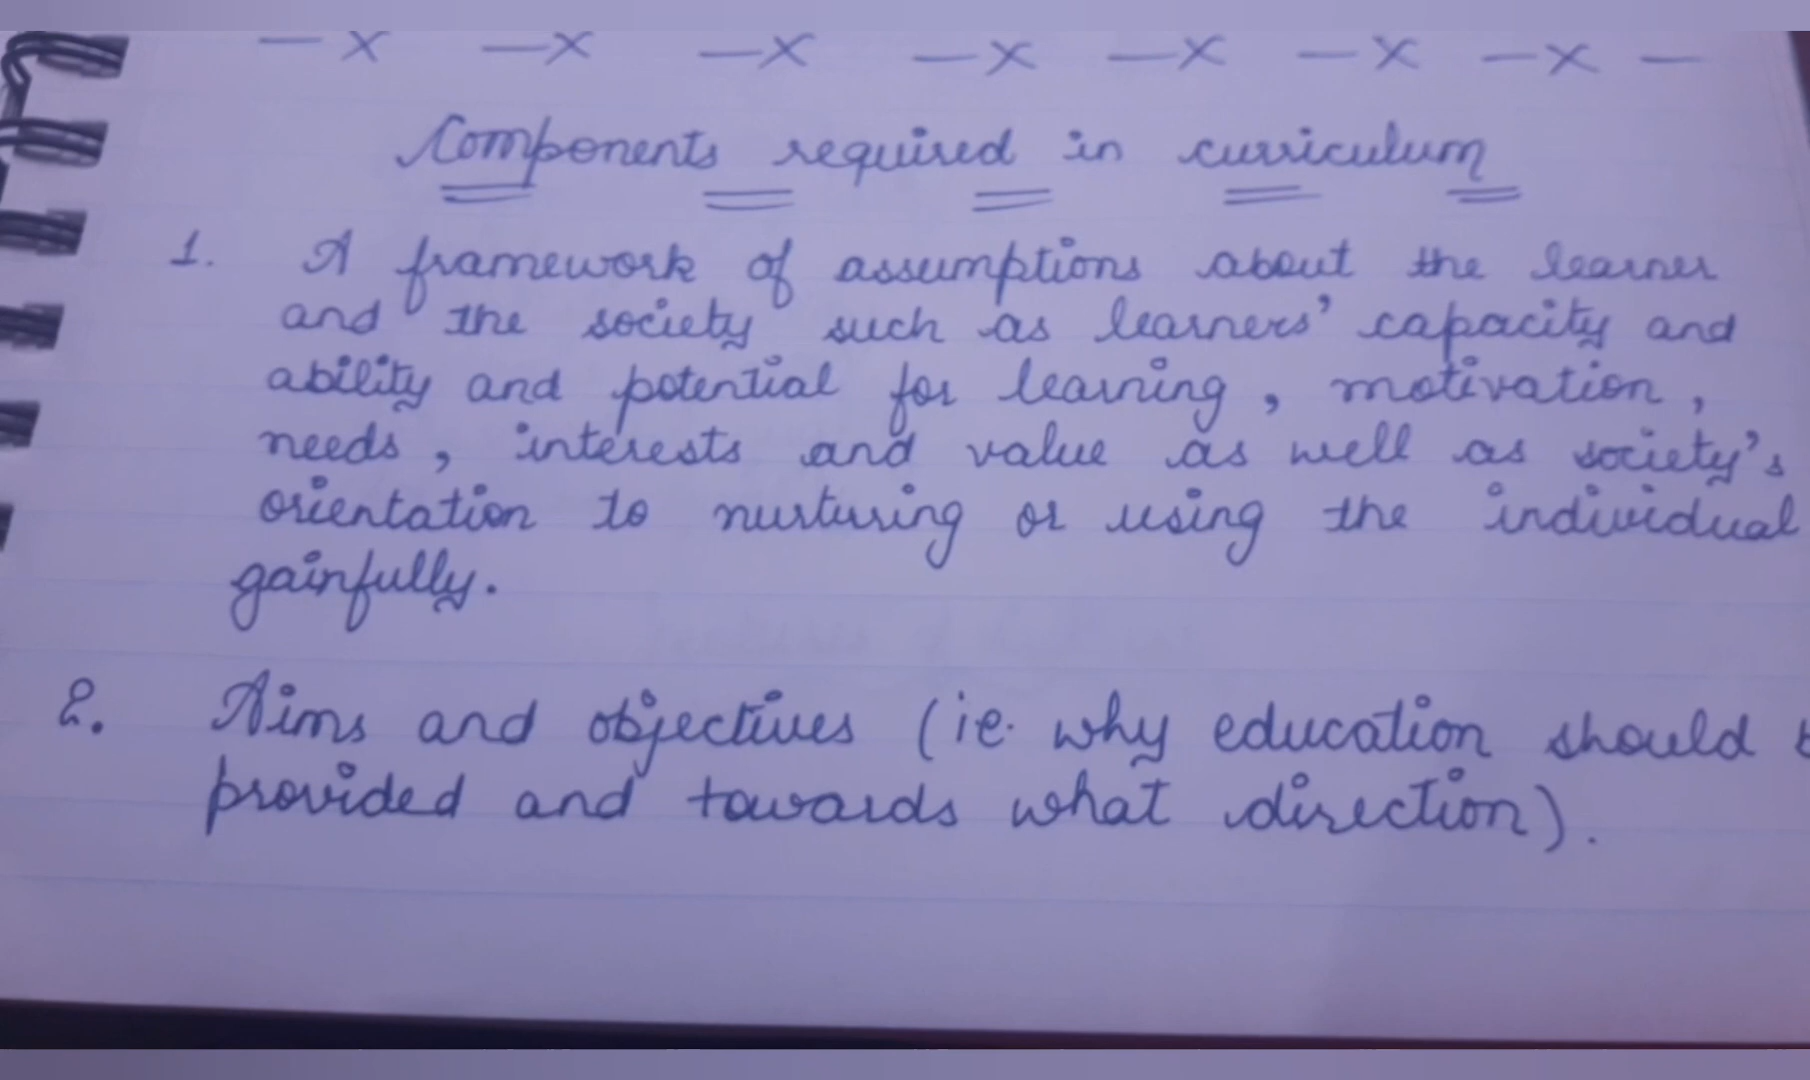 — X — X — X — X — X — X — X —
Components required in curriculum
1. A framework of assumptions about the learner
and the society such as learners' capacity and
ability and potential for learning, motivation,
needs, interests and value as well as society's
orientation to nurturing or using the individual
gainfully.
2. Aims and objectives (ie. why education should
provided and towards what direction).